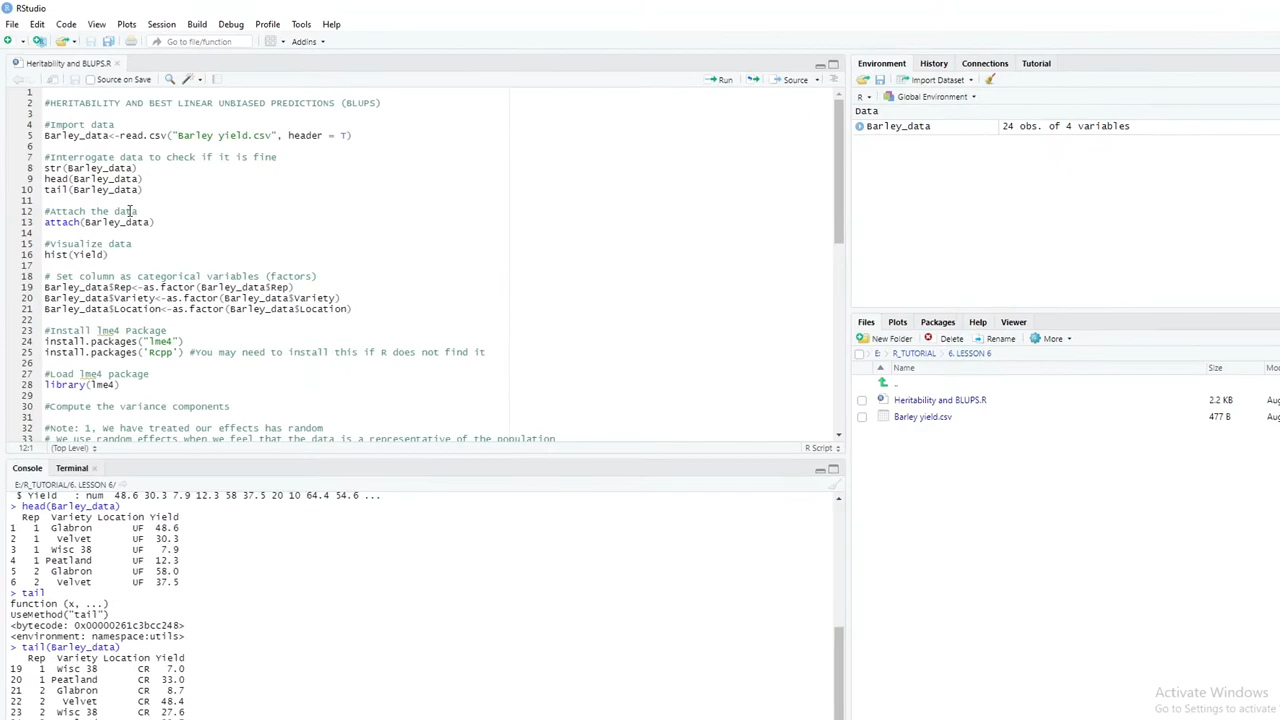 RStudio
File Edit Code View Plots Session Build Debug Profile Tools Help
Go to file/function Addins
Heritability and BLUPS.R
Source on Save Run Source
1
2 #HERITABILITY AND BEST LINEAR UNBIASED PREDICTIONS (BLUPS)
3
4 #Import data
5 Barley_data<-read.csv("Barley yield.csv", header = T)
6
7 #Interrogate data to check if it is fine
8 str(Barley_data)
9 head(Barley_data)
10 tail(Barley_data)
11
12 #Attach the data
13 attach(Barley_data)
14
15 #Visualize data
16 hist(Yield)
17
18 # Set column as categorical variables (factors)
19 Barley_data$Rep<-as.factor(Barley_data$Rep)
20 Barley_data$Variety<-as.factor(Barley_data$Variety)
21 Barley_data$Location<-as.factor(Barley_data$Location)
22
23 #Install lme4 Package
24 install.packages("lme4")
25 install.packages('Rcpp') #You may need to install this if R does not find it
26
27 #Load lme4 package
28 library(lme4)
29
30 #Compute the variance components
31
32 #Note: 1, We have treated our effects has random
33 # We use random effects when we feel that the data is a representative of the population
12:1 (Top Level) R Script
Console Terminal
E:/R_TUTORIAL/6. LESSON 6/
$ Yield : num 48.6 30.3 7.9 12.3 58 37.5 20 10 64.4 54.6 ...
> head(Barley_data)
Rep Variety Location Yield
1 1 Glabron UF 48.6
2 1 Velvet UF 30.3
3 1 Wisc 38 UF 7.9
4 1 Peatland UF 12.3
5 2 Glabron UF 58.0
6 2 Velvet UF 37.5
> tail
function (x, ...)
UseMethod("tail")
<bytecode: 0x00000261c3bcc248>
<environment: namespace:utils>
> tail(Barley_data)
Rep Variety Location Yield
19 1 Wisc 38 CR 7.0
20 1 Peatland CR 33.0
21 2 Glabron CR 8.7
22 2 Velvet CR 48.4
23 2 Wisc 38 CR 27.6
Environment History Connections Tutorial
Import Dataset
R Global Environment
Data
Barley_data 24 obs. of 4 variables
Files Plots Packages Help Viewer
New Folder Delete Rename More
E: R_TUTORIAL 6. LESSON 6
Name Size Moo
..
Heritability and BLUPS.R 2.2 KB Aug
Barley yield.csv 477 B Aug
Activate Windows
Go to Settings to activate